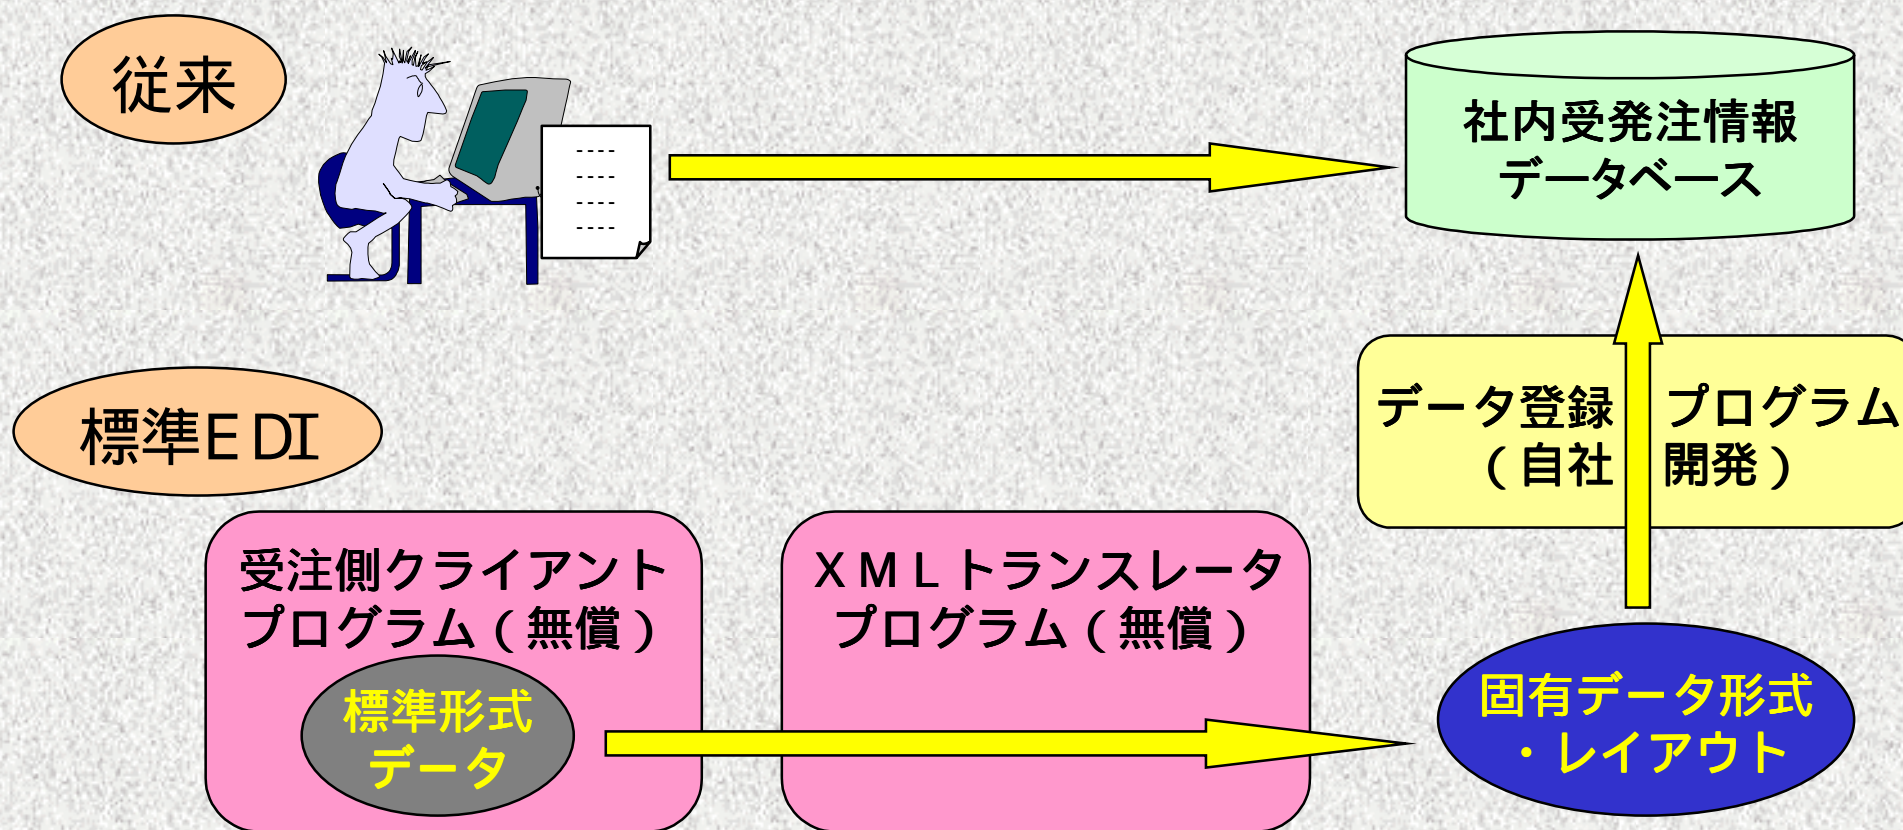 従来
----
----
----
----
社内受発注情報
データベース
標準EDI
データ登録 プログラム
(自社 開発)
受注側クライアント
プログラム(無償)
標準形式
データ
XMLトランスレータ
プログラム(無償)
固有データ形式
・レイアウト